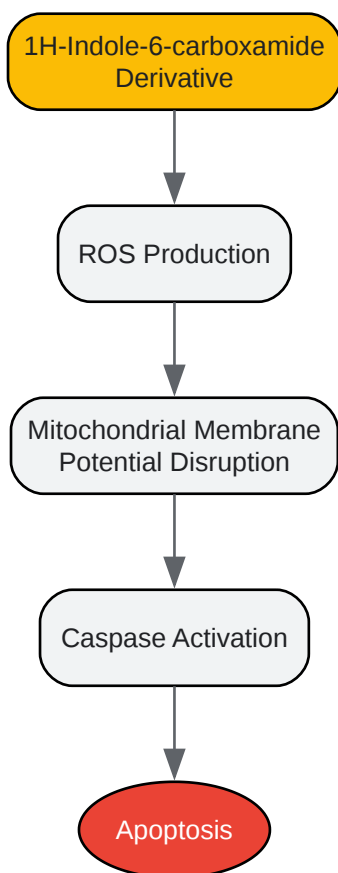 1H-Indole-6-carboxamide
Derivative
ROS Production
Mitochondrial Membrane
Potential Disruption
Caspase Activation
Apoptosis